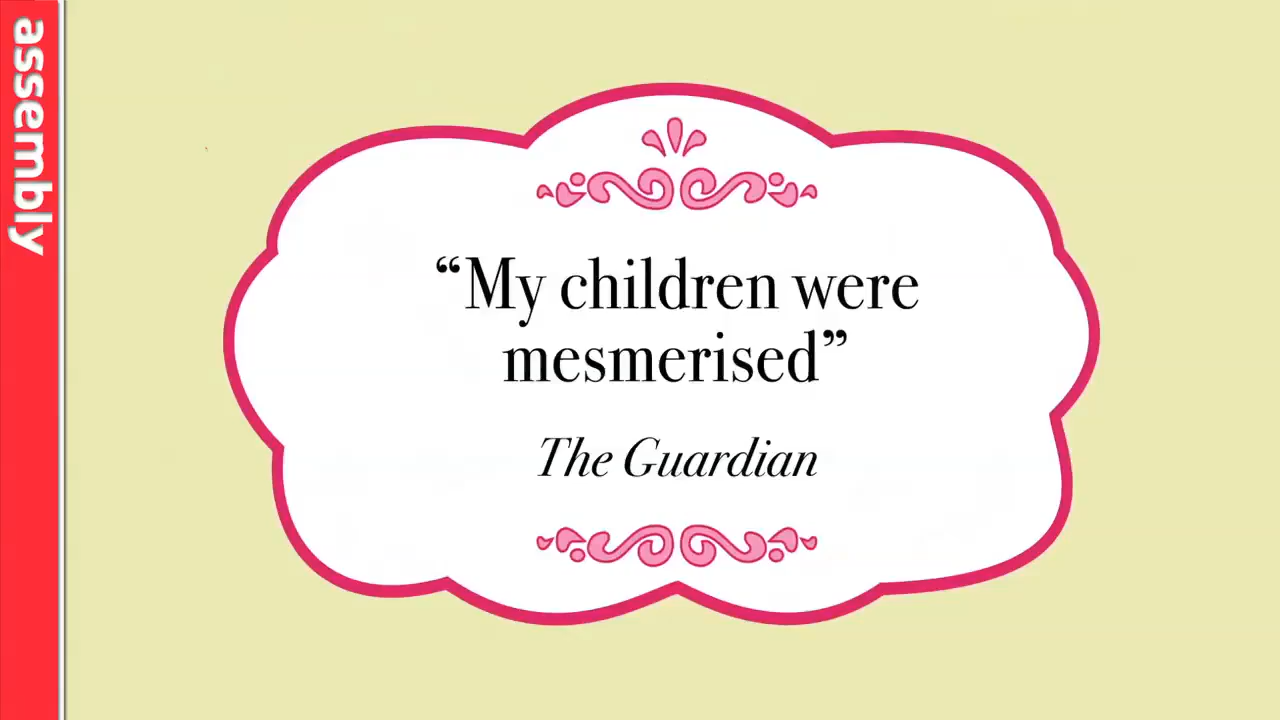 assembly
“My children were
mesmerised”
The Guardian